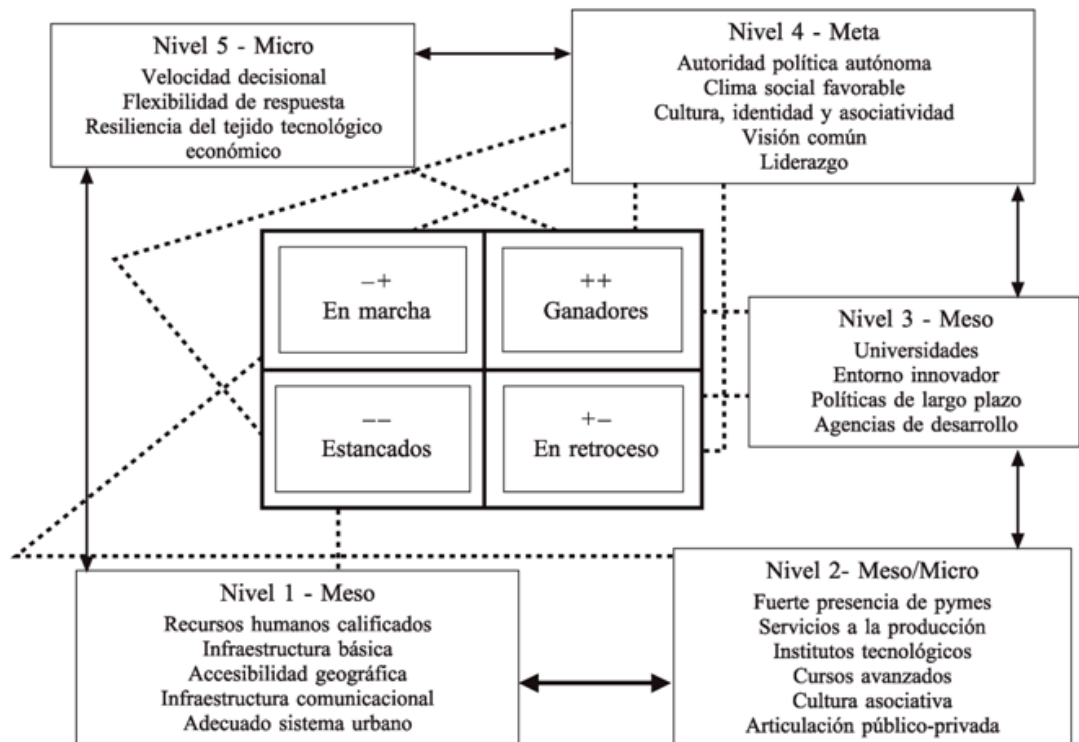 Nivel 5 - Micro
Velocidad decisional
Flexibilidad de respuesta
Resiliencia del tejido tecnológico
económico
Nivel 4 - Meta
Autoridad política autónoma
Clima social favorable
Cultura, identidad y asociatividad
Visión común
Liderazgo
−+
En marcha
++
Ganadores
−−
Estancados
+−
En retroceso
Nivel 3 - Meso
Universidades
Entorno innovador
Políticas de largo plazo
Agencias de desarrollo
Nivel 1 - Meso
Recursos humanos calificados
Infraestructura básica
Accesibilidad geográfica
Infraestructura comunicacional
Adecuado sistema urbano
Nivel 2- Meso/Micro
Fuerte presencia de pymes
Servicios a la producción
Institutos tecnológicos
Cursos avanzados
Cultura asociativa
Articulación público-privada